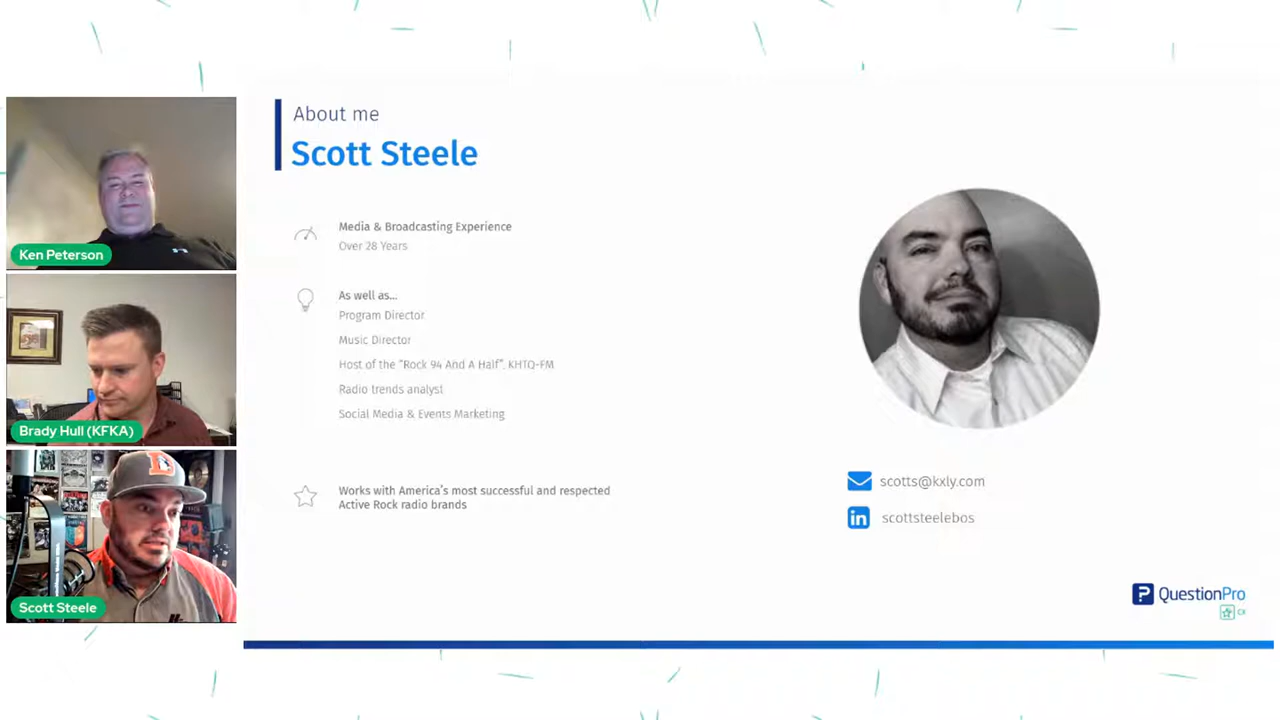 Ken Peterson
Brady Hull (KFKA)
Scott Steele
About me
Scott Steele
Media & Broadcasting Experience
Over 28 Years
As well as...
Program Director
Music Director
Host of the “Rock 94 And A Half”, KHTQ-FM
Radio trends analyst
Social Media & Events Marketing
Works with America’s most successful and respected
Active Rock radio brands
scotts@kxly.com
in scottsteelebos
QuestionPro
CX